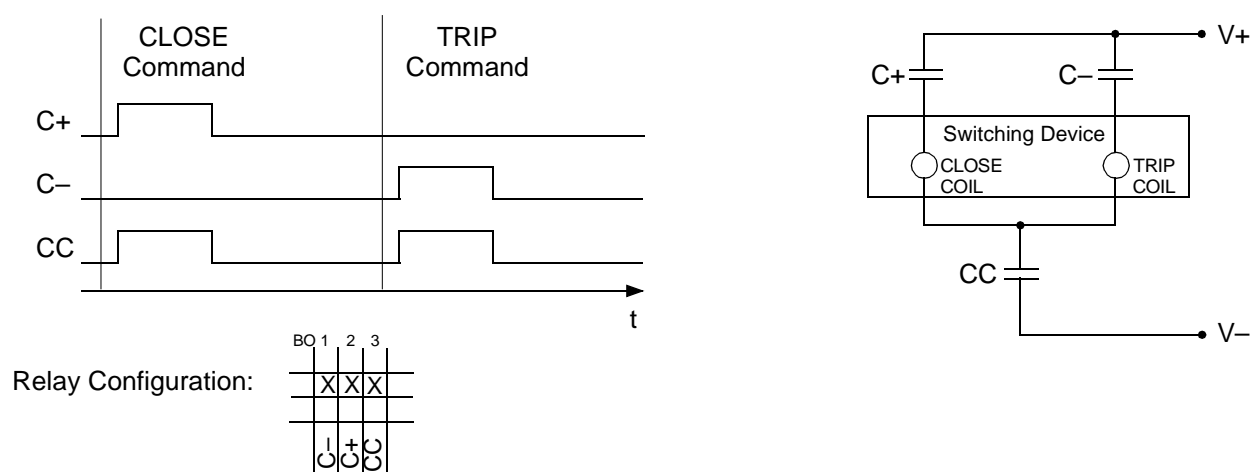 CLOSE
Command
TRIP
Command
C+
C–
CC
t
BO 1 2 3
Relay Configuration:
X X X
C– C+ CC
V+
C+
C–
Switching Device
CLOSE
COIL
TRIP
COIL
CC
V–